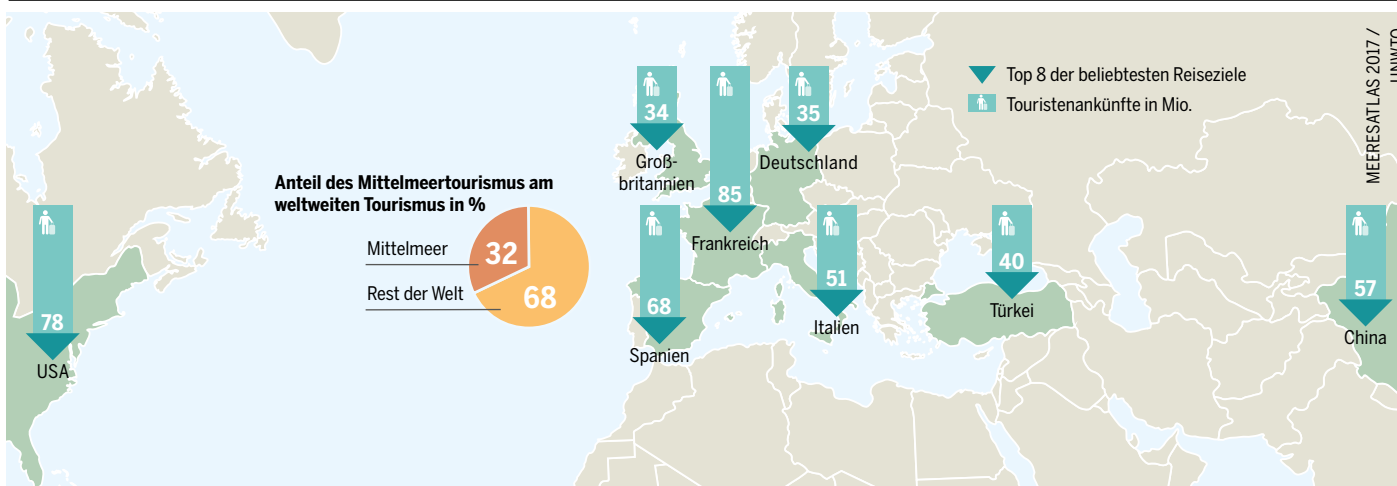 MEERESATLAS 2017 /
UNWTO
Top 8 der beliebtesten Reiseziele
Touristenankünfte in Mio.
34
Groß-
britannien
85
Frankreich
35
Deutschland
Anteil des Mittelmeertourismus am
weltweiten Tourismus in %
Mittelmeer
32
Rest der Welt
68
78
USA
68
Spanien
51
Italien
40
Türkei
57
China